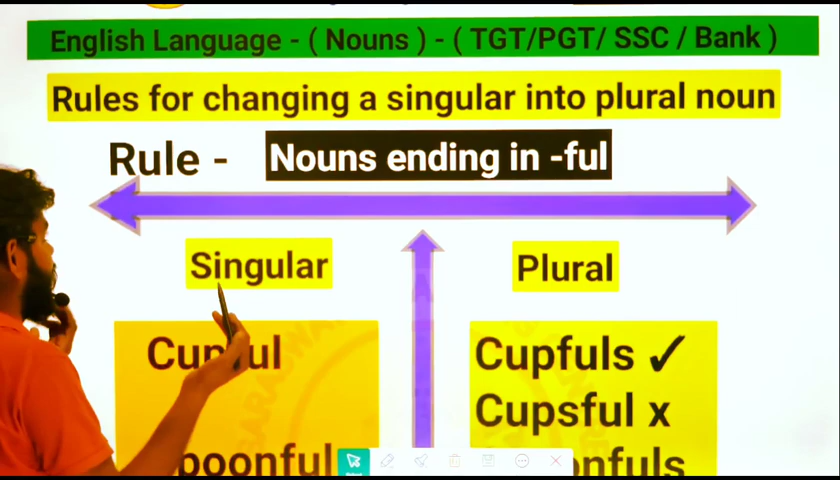 English Language - ( Nouns ) - ( TGT/PGT/ SSC / Bank )
Rules for changing a singular into plural noun
Rule - Nouns ending in -ful
Singular Plural
Cupful Cupfuls ✓
Cupsful x